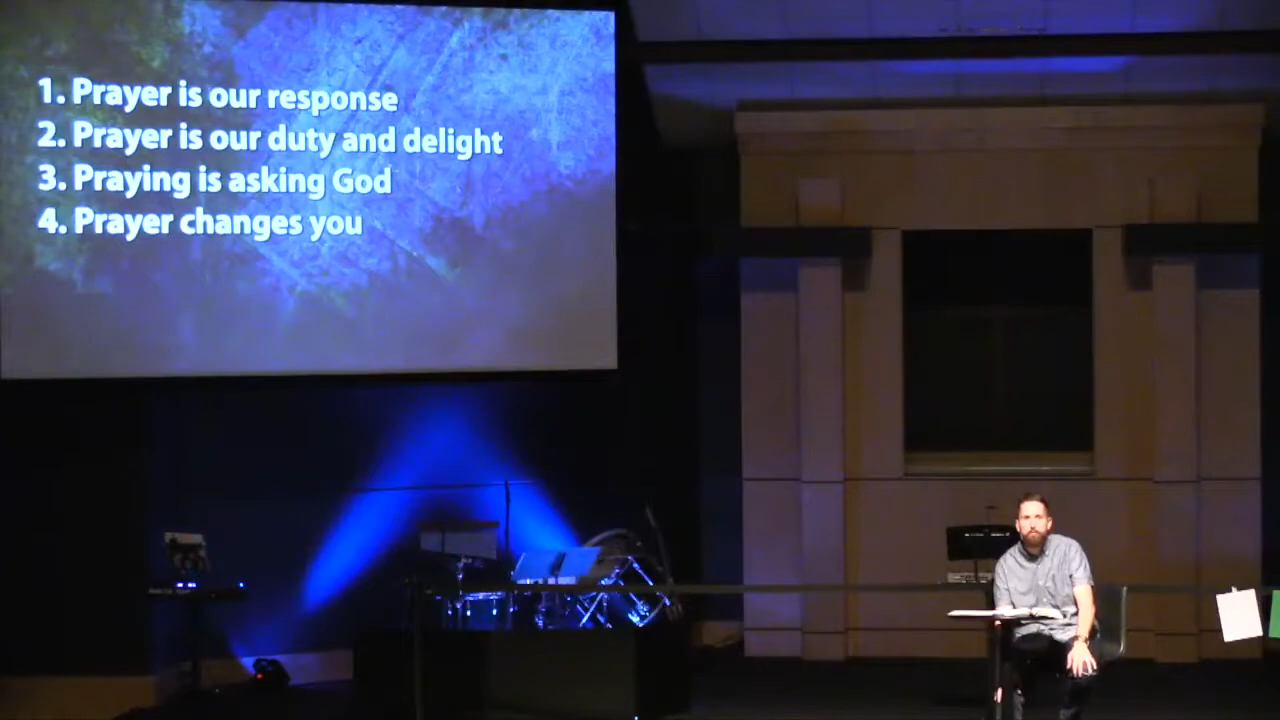 1. Prayer is our response
2. Prayer is our duty and delight
3. Praying is asking God
4. Prayer changes you